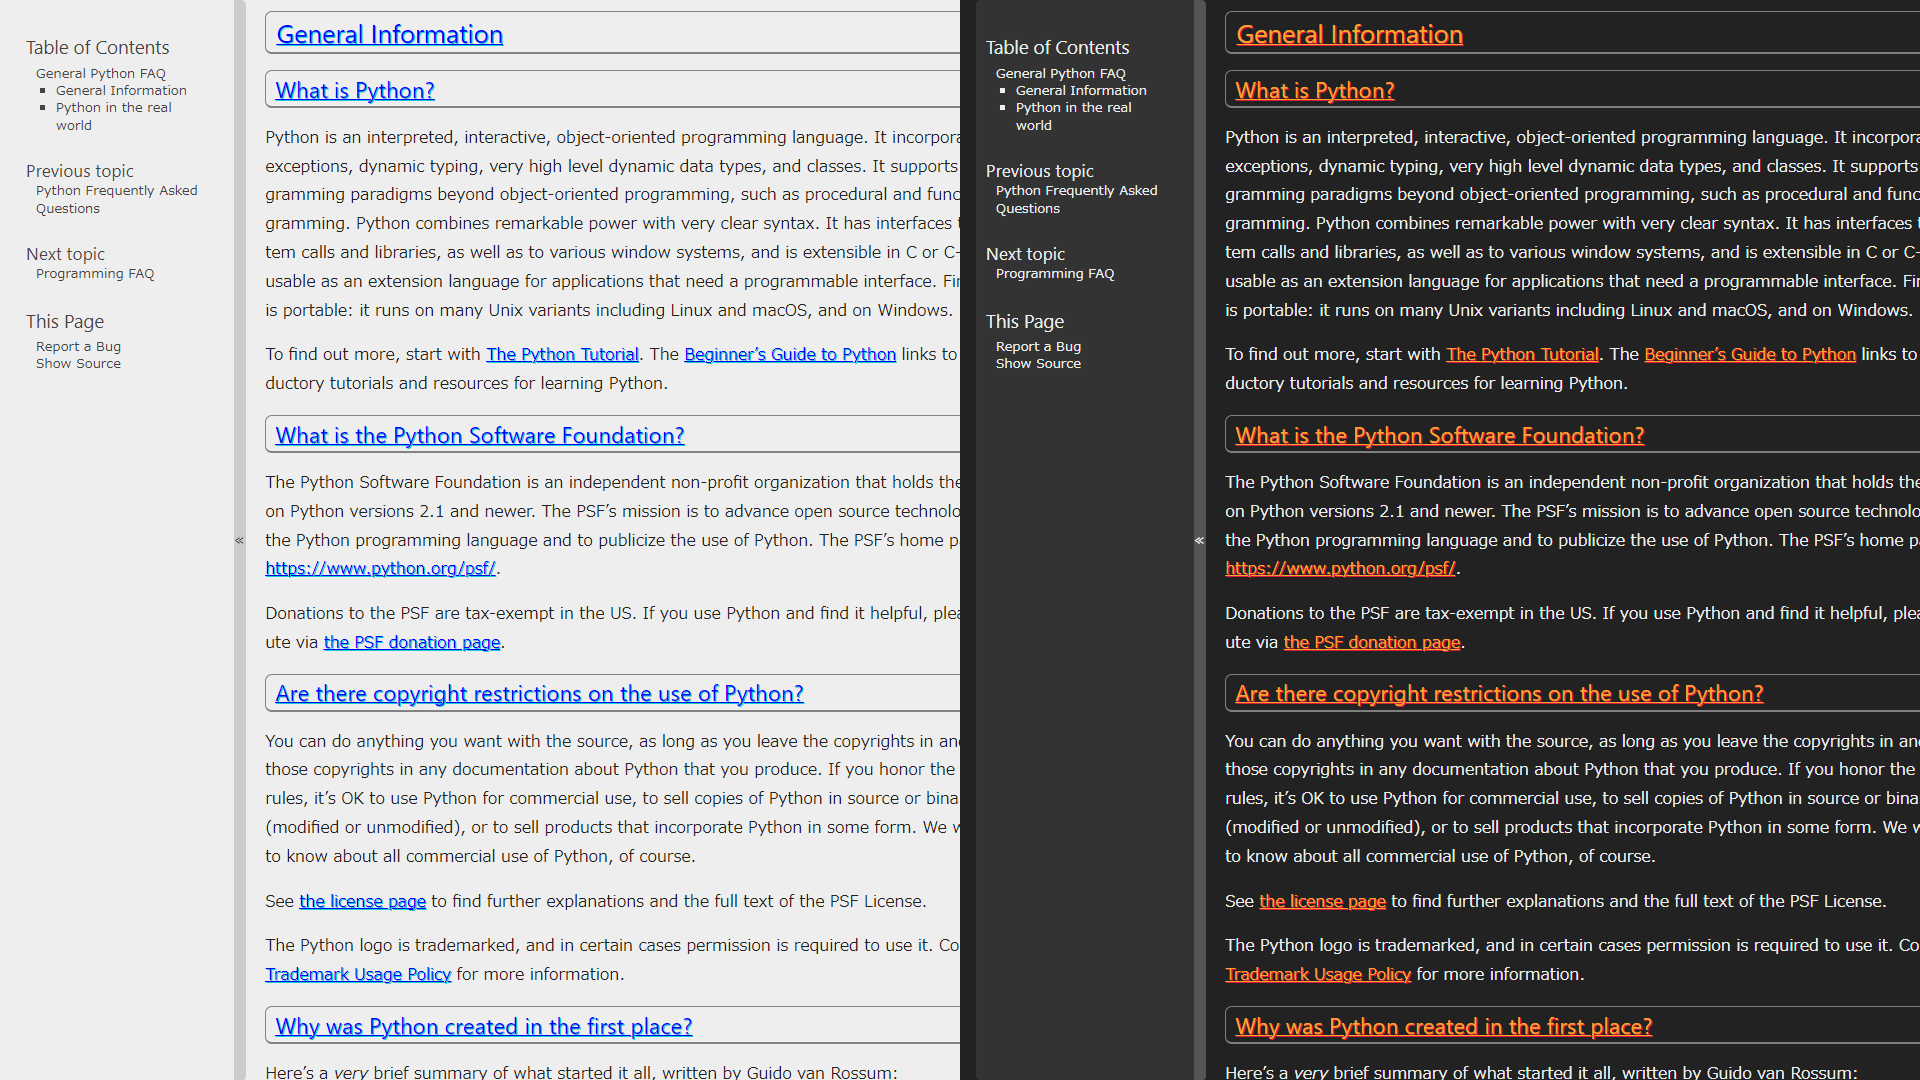 Table of Contents
General Python FAQ
General Information
Python in the real
world
Previous topic
Python Frequently Asked
Questions
Next topic
Programming FAQ
This Page
Report a Bug
Show Source
«
General Information
What is Python?
Python is an interpreted, interactive, object-oriented programming language. It incorpora
exceptions, dynamic typing, very high level dynamic data types, and classes. It supports
gramming paradigms beyond object-oriented programming, such as procedural and func
gramming. Python combines remarkable power with very clear syntax. It has interfaces t
tem calls and libraries, as well as to various window systems, and is extensible in C or C-
usable as an extension language for applications that need a programmable interface. Fin
is portable: it runs on many Unix variants including Linux and macOS, and on Windows.
To find out more, start with The Python Tutorial. The Beginner’s Guide to Python links to
ductory tutorials and resources for learning Python.
What is the Python Software Foundation?
The Python Software Foundation is an independent non-profit organization that holds the
on Python versions 2.1 and newer. The PSF’s mission is to advance open source technolo
the Python programming language and to publicize the use of Python. The PSF’s home pa
https://www.python.org/psf/.
Donations to the PSF are tax-exempt in the US. If you use Python and find it helpful, plea
ute via the PSF donation page.
Are there copyright restrictions on the use of Python?
You can do anything you want with the source, as long as you leave the copyrights in and
those copyrights in any documentation about Python that you produce. If you honor the
rules, it’s OK to use Python for commercial use, to sell copies of Python in source or bina
(modified or unmodified), or to sell products that incorporate Python in some form. We w
to know about all commercial use of Python, of course.
See the license page to find further explanations and the full text of the PSF License.
The Python logo is trademarked, and in certain cases permission is required to use it. Co
Trademark Usage Policy for more information.
Why was Python created in the first place?
Here’s a very brief summary of what started it all, written by Guido van Rossum:
Table of Contents
General Python FAQ
General Information
Python in the real
world
Previous topic
Python Frequently Asked
Questions
Next topic
Programming FAQ
This Page
Report a Bug
Show Source
«
General Information
What is Python?
Python is an interpreted, interactive, object-oriented programming language. It incorpora
exceptions, dynamic typing, very high level dynamic data types, and classes. It supports
gramming paradigms beyond object-oriented programming, such as procedural and func
gramming. Python combines remarkable power with very clear syntax. It has interfaces t
tem calls and libraries, as well as to various window systems, and is extensible in C or C-
usable as an extension language for applications that need a programmable interface. Fin
is portable: it runs on many Unix variants including Linux and macOS, and on Windows.
To find out more, start with The Python Tutorial. The Beginner’s Guide to Python links to
ductory tutorials and resources for learning Python.
What is the Python Software Foundation?
The Python Software Foundation is an independent non-profit organization that holds the
on Python versions 2.1 and newer. The PSF’s mission is to advance open source technolo
the Python programming language and to publicize the use of Python. The PSF’s home pa
https://www.python.org/psf/.
Donations to the PSF are tax-exempt in the US. If you use Python and find it helpful, plea
ute via the PSF donation page.
Are there copyright restrictions on the use of Python?
You can do anything you want with the source, as long as you leave the copyrights in and
those copyrights in any documentation about Python that you produce. If you honor the
rules, it’s OK to use Python for commercial use, to sell copies of Python in source or bina
(modified or unmodified), or to sell products that incorporate Python in some form. We w
to know about all commercial use of Python, of course.
See the license page to find further explanations and the full text of the PSF License.
The Python logo is trademarked, and in certain cases permission is required to use it. Co
Trademark Usage Policy for more information.
Why was Python created in the first place?
Here’s a very brief summary of what started it all, written by Guido van Rossum: